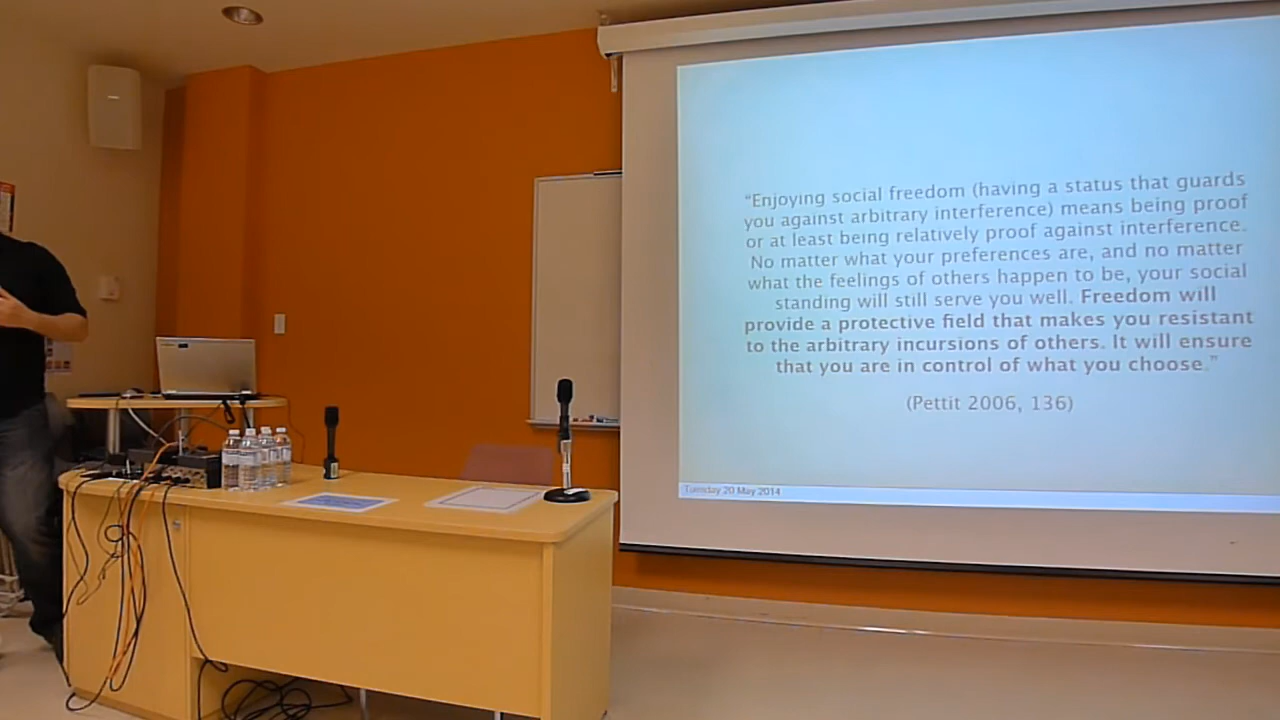 “Enjoying social freedom (having a status that guards
you against arbitrary interference) means being proof
or at least being relatively proof against interference.
No matter what your preferences are, and no matter
what the feelings of others happen to be, your social
standing will still serve you well. Freedom will
provide a protective field that makes you resistant
to the arbitrary incursions of others. It will ensure
that you are in control of what you choose.”
(Pettit 2006, 136)
Tuesday 20 May 2014